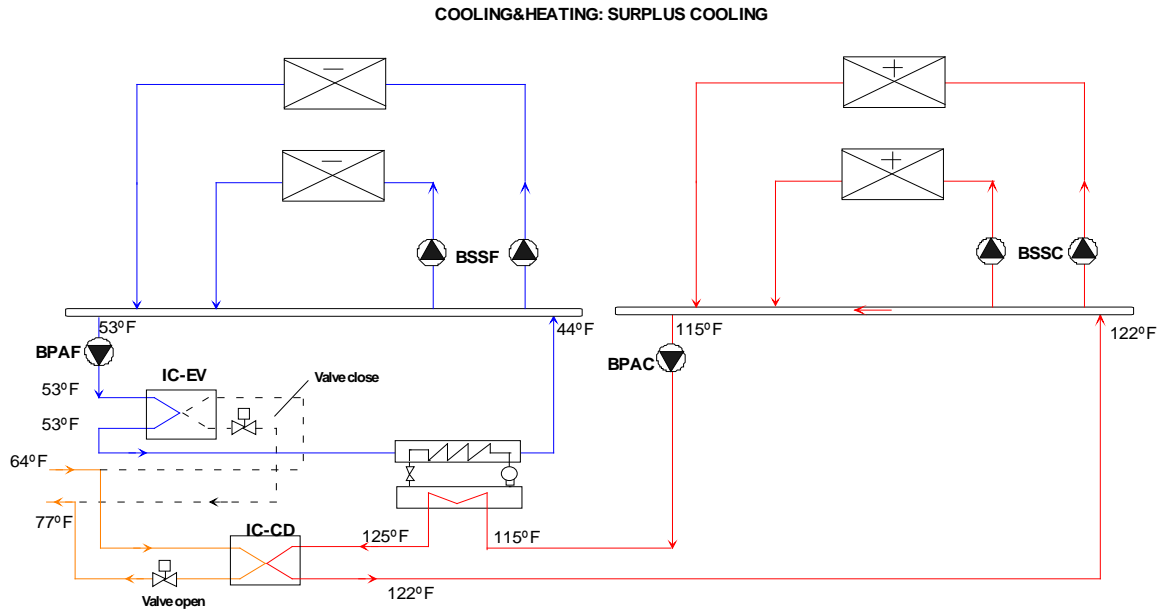 COOLING&HEATING: SURPLUS COOLING
BSSF
BSSC
53ºF
44ºF
115ºF
122ºF
BPAF
BPAC
IC-EV
Valve close
53ºF
53ºF
64ºF
77ºF
IC-CD
125ºF
115ºF
122ºF
Valve open